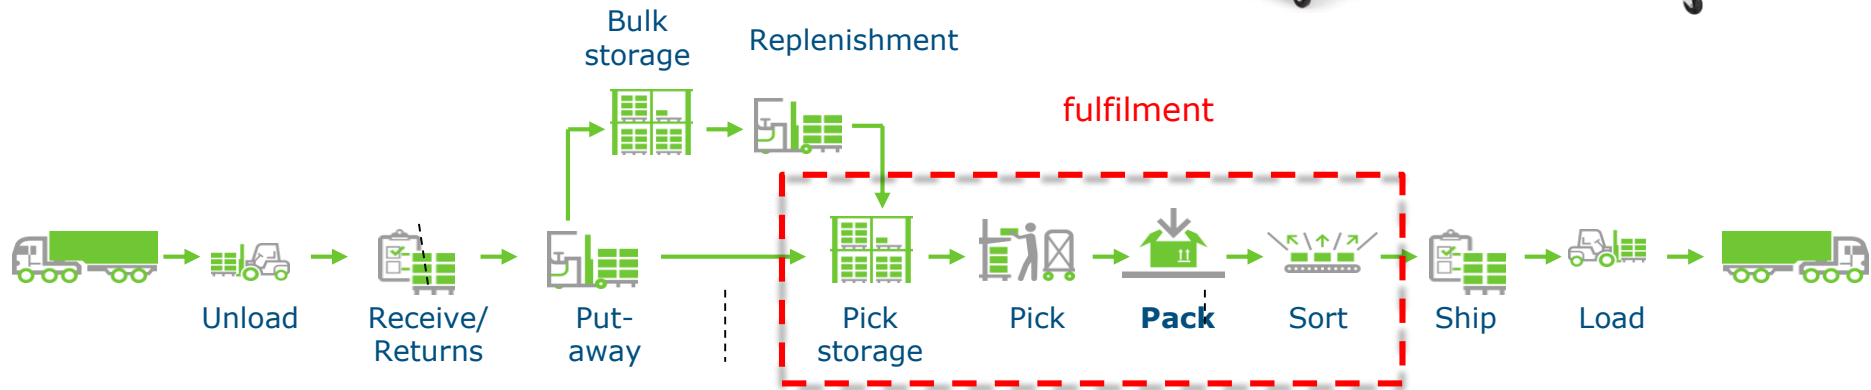 Bulk
storage
Replenishment
fulfilment
Unload
Receive/
Returns
Put-
away
Pick
storage
Pick
Pack
Sort
Ship
Load